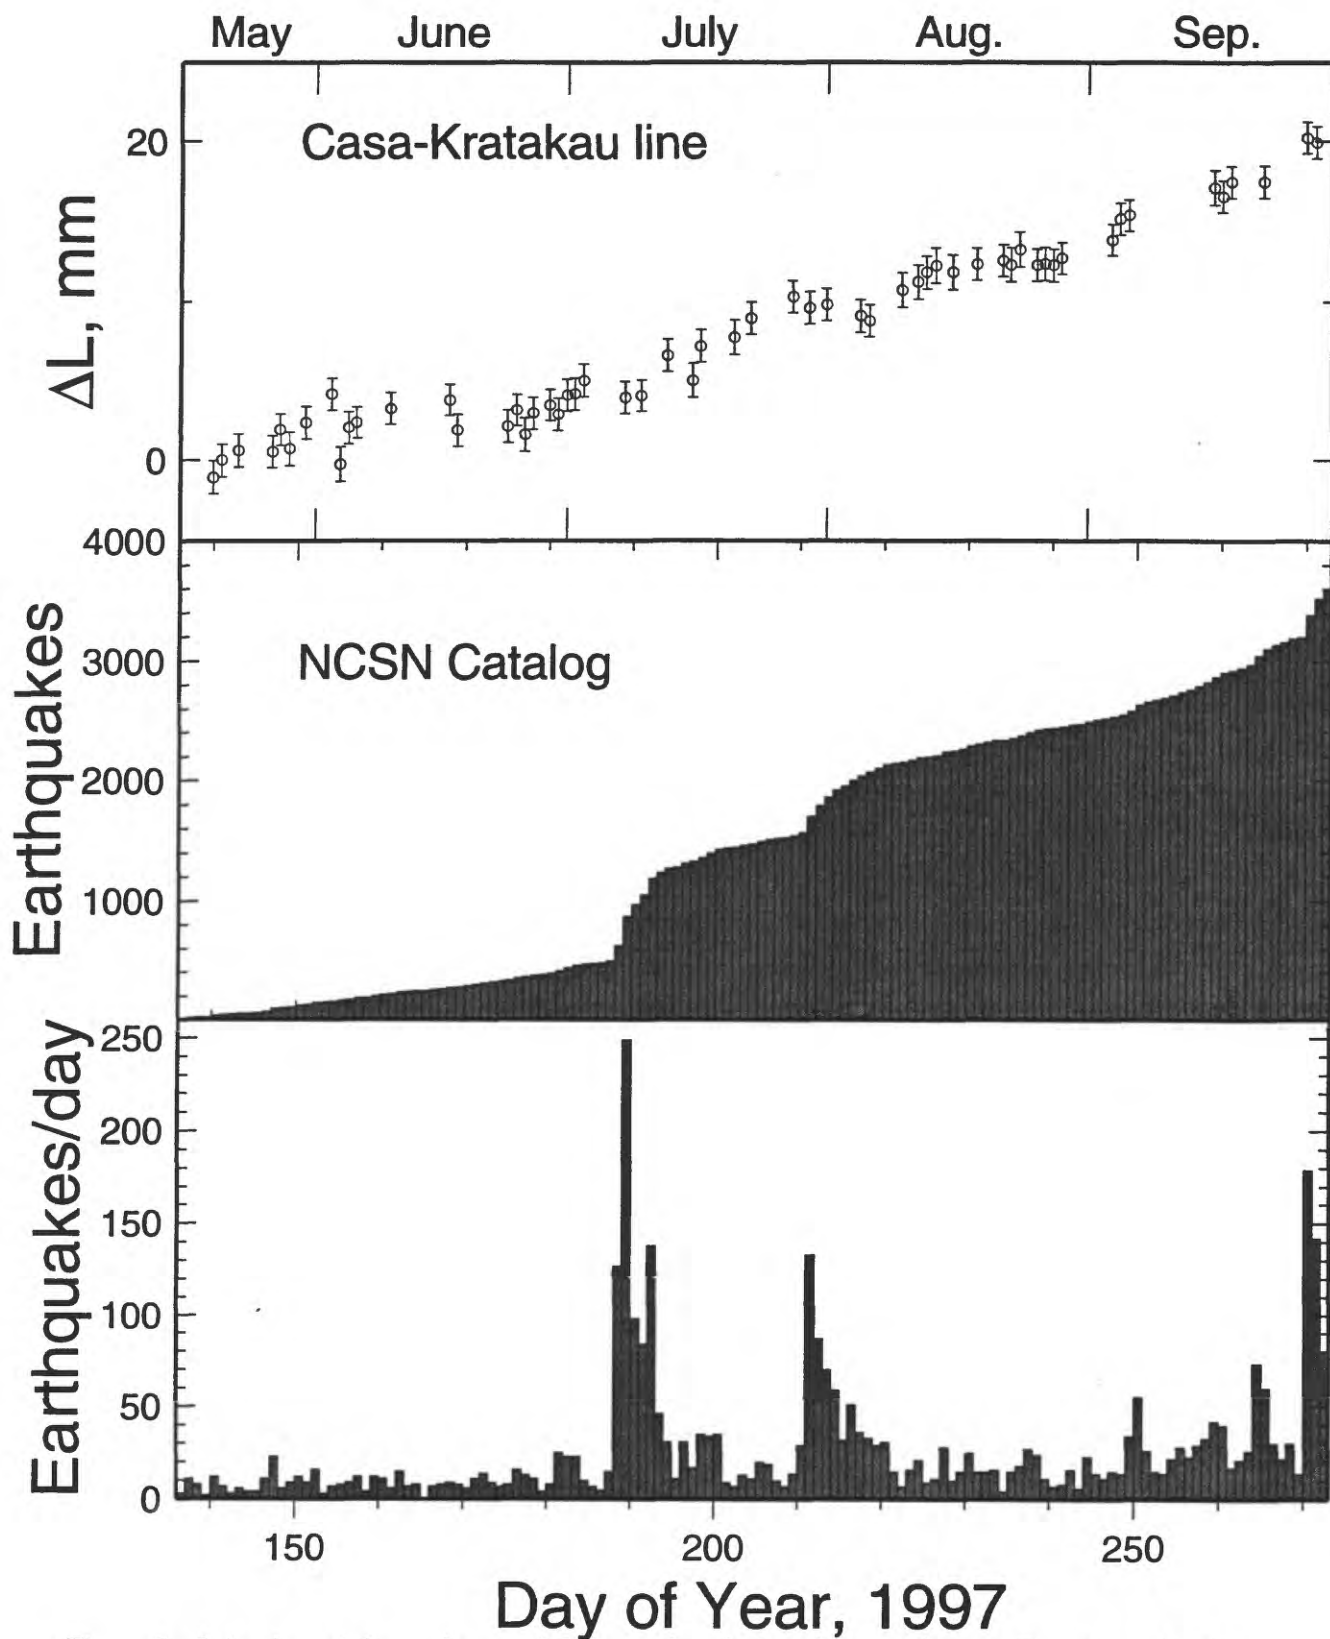 May June July Aug. Sep.
Casa-Kratakau line
20
0
ΔL, mm
4000
3000
2000
1000
NCSN Catalog
Earthquakes
250
200
150
100
50
0
Earthquakes/day
150 200 250
Day of Year, 1997